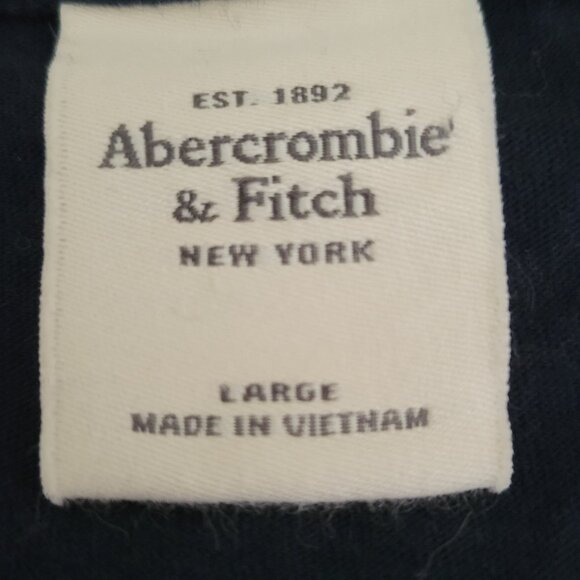 EST. 1892
Abercrombie
& Fitch
NEW YORK
LARGE
MADE IN VIETNAM